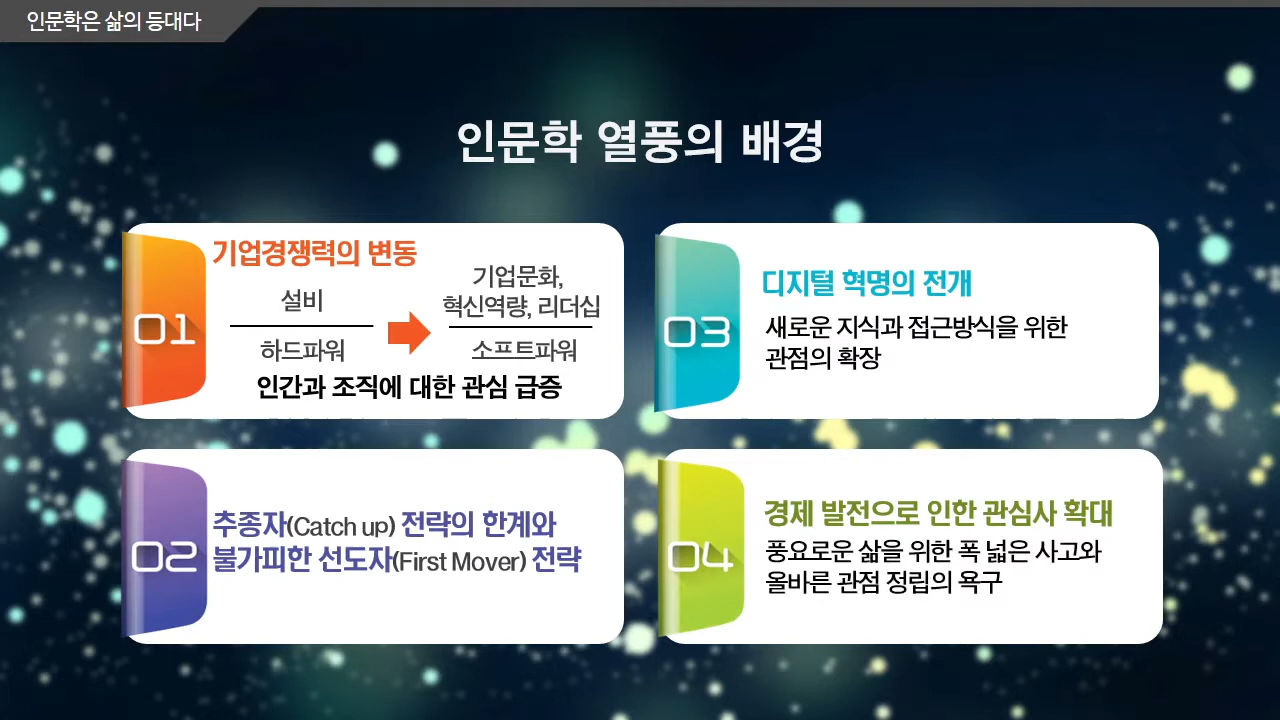 인문학은 삶의 등대다
인문학 열풍의 배경
01
기업경쟁력의 변동
설비
하드파워
기업문화,
혁신역량, 리더십
소프트파워
인간과 조직에 대한 관심 급증
02
추종자(Catch up) 전략의 한계와
불가피한 선도자(First Mover) 전략
03
디지털 혁명의 전개
새로운 지식과 접근방식을 위한
관점의 확장
04
경제 발전으로 인한 관심사 확대
풍요로운 삶을 위한 폭 넓은 사고와
올바른 관점 정립의 욕구